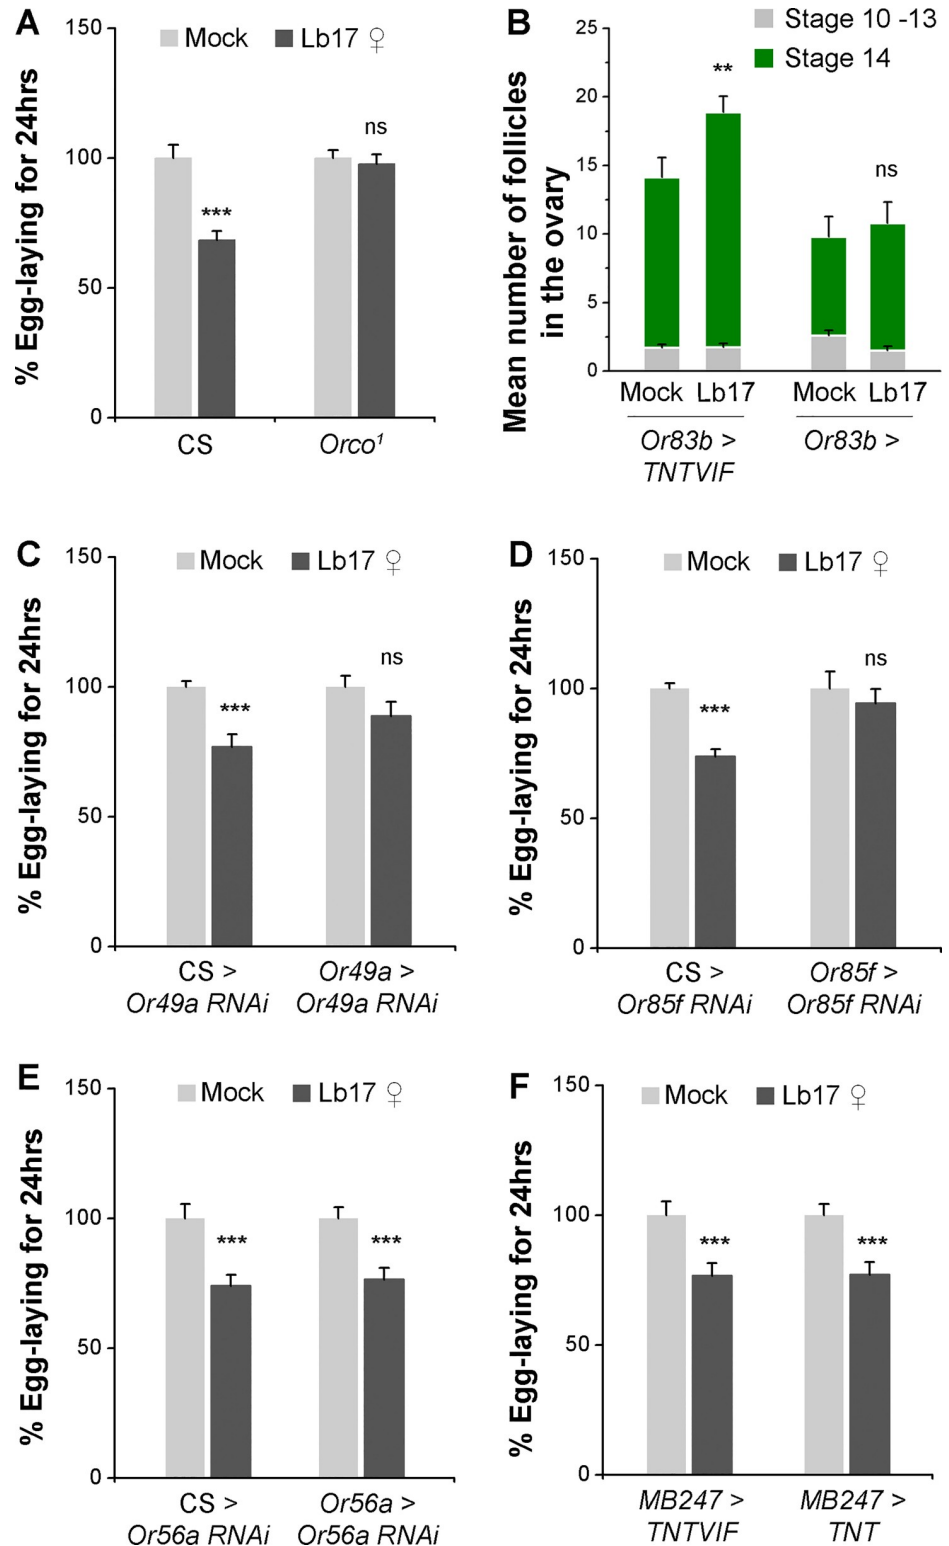 A
Mock Lb17 ♀
% Egg-laying for 24hrs
150
100
50
0
***
ns
CS
Orco¹
B
Stage 10 -13
Stage 14
Mean number of follicles
in the ovary
25
20
15
10
5
0
**
ns
Mock Lb17 Mock Lb17
Or83b >
TNTVIF
Or83b >
C
Mock Lb17 ♀
% Egg-laying for 24hrs
150
100
50
0
***
ns
CS >
Or49a RNAi
Or49a >
Or49a RNAi
D
Mock Lb17 ♀
% Egg-laying for 24hrs
150
100
50
0
***
ns
CS >
Or85f RNAi
Or85f >
Or85f RNAi
E
Mock Lb17 ♀
% Egg-laying for 24hrs
150
100
50
0
***
***
CS >
Or56a RNAi
Or56a >
Or56a RNAi
F
Mock Lb17 ♀
% Egg-laying for 24hrs
150
100
50
0
***
***
MB247 >
TNTVIF
MB247 >
TNT